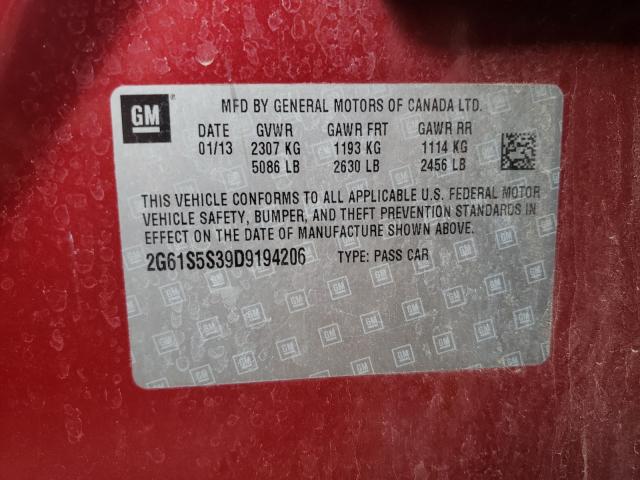 GM
MFD BY GENERAL MOTORS OF CANADA LTD.
DATE GVWR GAWR FRT GAWR RR
01/13 2307 KG 1193 KG 1114 KG
5086 LB 2630 LB 2456 LB
THIS VEHICLE CONFORMS TO ALL APPLICABLE U.S. FEDERAL MOTOR
VEHICLE SAFETY, BUMPER, AND THEFT PREVENTION STANDARDS IN
EFFECT ON THE DATE OF MANUFACTURE SHOWN ABOVE.
2G61S5S39D9194206 TYPE: PASS CAR